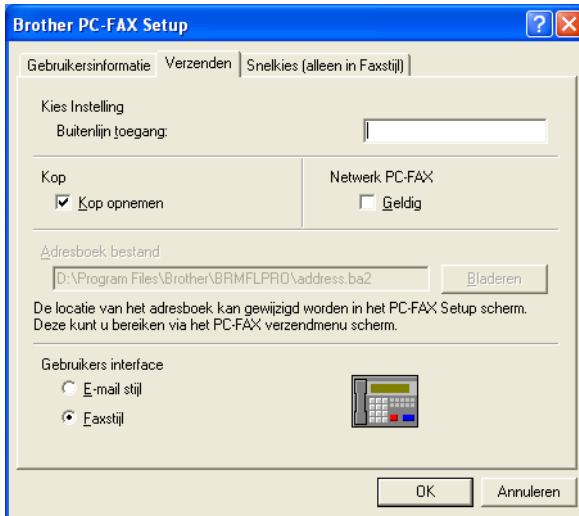 Brother PC-FAX Setup
Gebruikersinformatie Verzenden Snelkies (alleen in Faxstijl)
Kies Instelling
Buitenlijn toegang:
Kop Netwerk PC-FAX
Kop opnemen Geldig
Adresboek bestand
D:\Program Files\Brother\BRMFLPRO\address.ba2 Bladeren
De locatie van het adresboek kan gewijzigd worden in het PC-FAX Setup scherm.
Deze kunt u bereiken via het PC-FAX verzendmenu scherm.
Gebruikers interface
E-mail stijl
Faxstijl
OK Annuleren